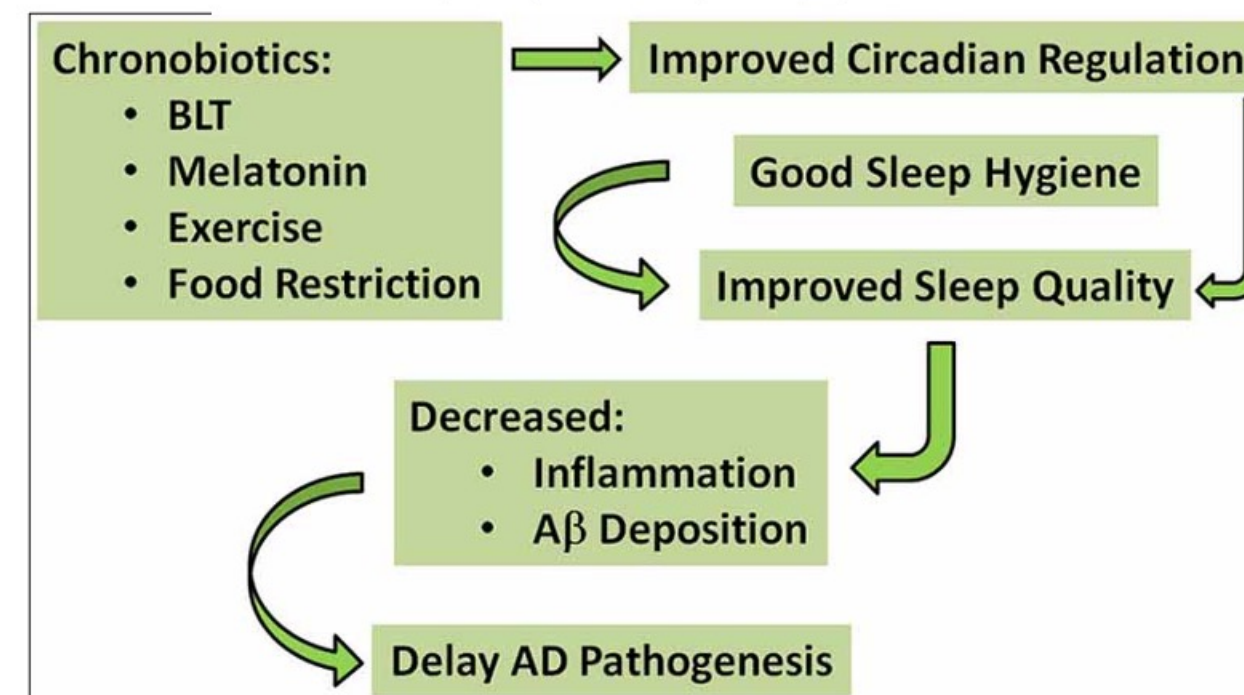 Chronobiotics:
• BLT
• Melatonin
• Exercise
• Food Restriction
Improved Circadian Regulation
Good Sleep Hygiene
Improved Sleep Quality
Decreased:
• Inflammation
• Aβ Deposition
Delay AD Pathogenesis